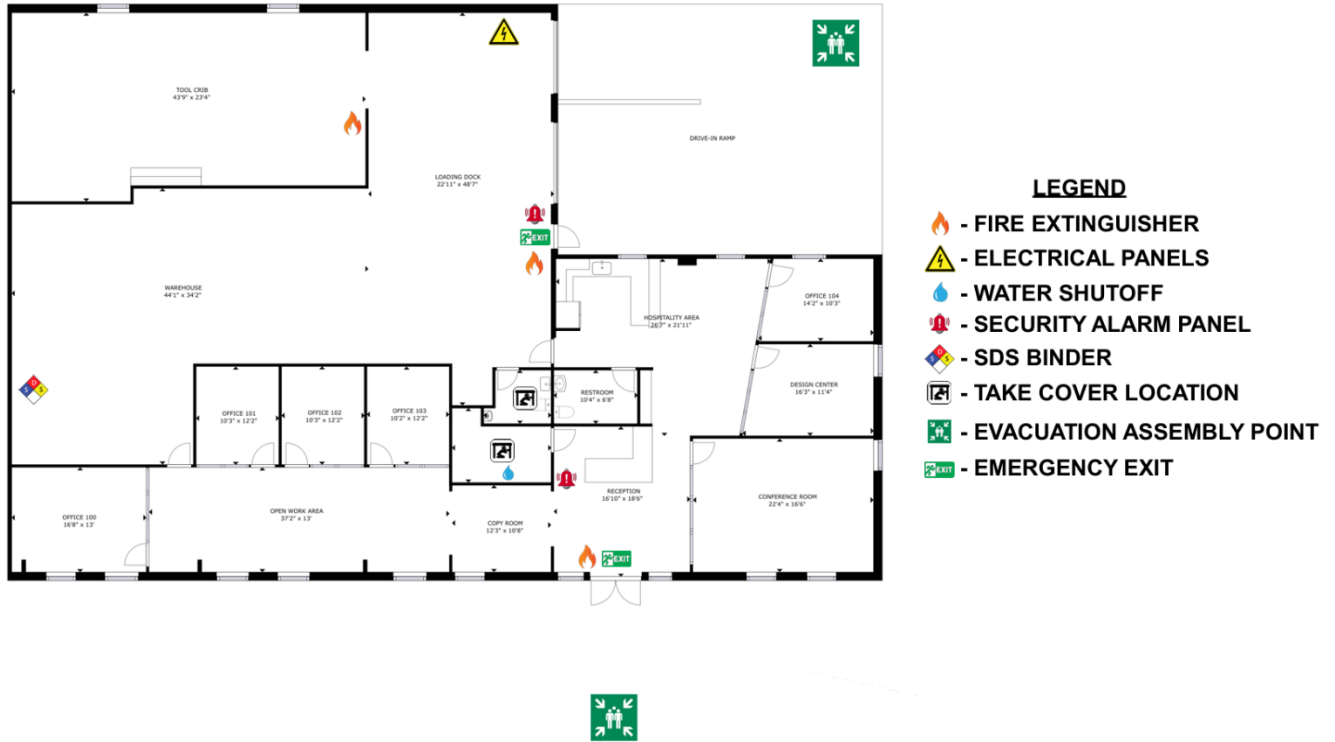 TOOL CRIB
43'9" x 23'4"
DRIVE-IN RAMP
LOADING DOCK
22'11" x 48'7"
LEGEND
- FIRE EXTINGUISHER
- ELECTRICAL PANELS
- WATER SHUTOFF
- SECURITY ALARM PANEL
- SDS BINDER
- TAKE COVER LOCATION
- EVACUATION ASSEMBLY POINT
EXIT
- EMERGENCY EXIT
EXIT
WAREHOUSE
44'1" x 34'2"
HOSPITALITY AREA
26'7" x 21'11"
OFFICE 104
14'2" x 10'3"
DESIGN CENTER
16'3" x 11'4"
RESTROOM
10'4" x 6'8"
OFFICE 101
10'3" x 12'2"
OFFICE 102
10'3" x 12'2"
OFFICE 103
10'2" x 12'2"
OFFICE 100
16'8" x 13'
OPEN WORK AREA
37'2" x 13'
COPY ROOM
12'3" x 10'8"
RECEPTION
16'10" x 18'6"
CONFERENCE ROOM
22'4" x 16'6"
EXIT